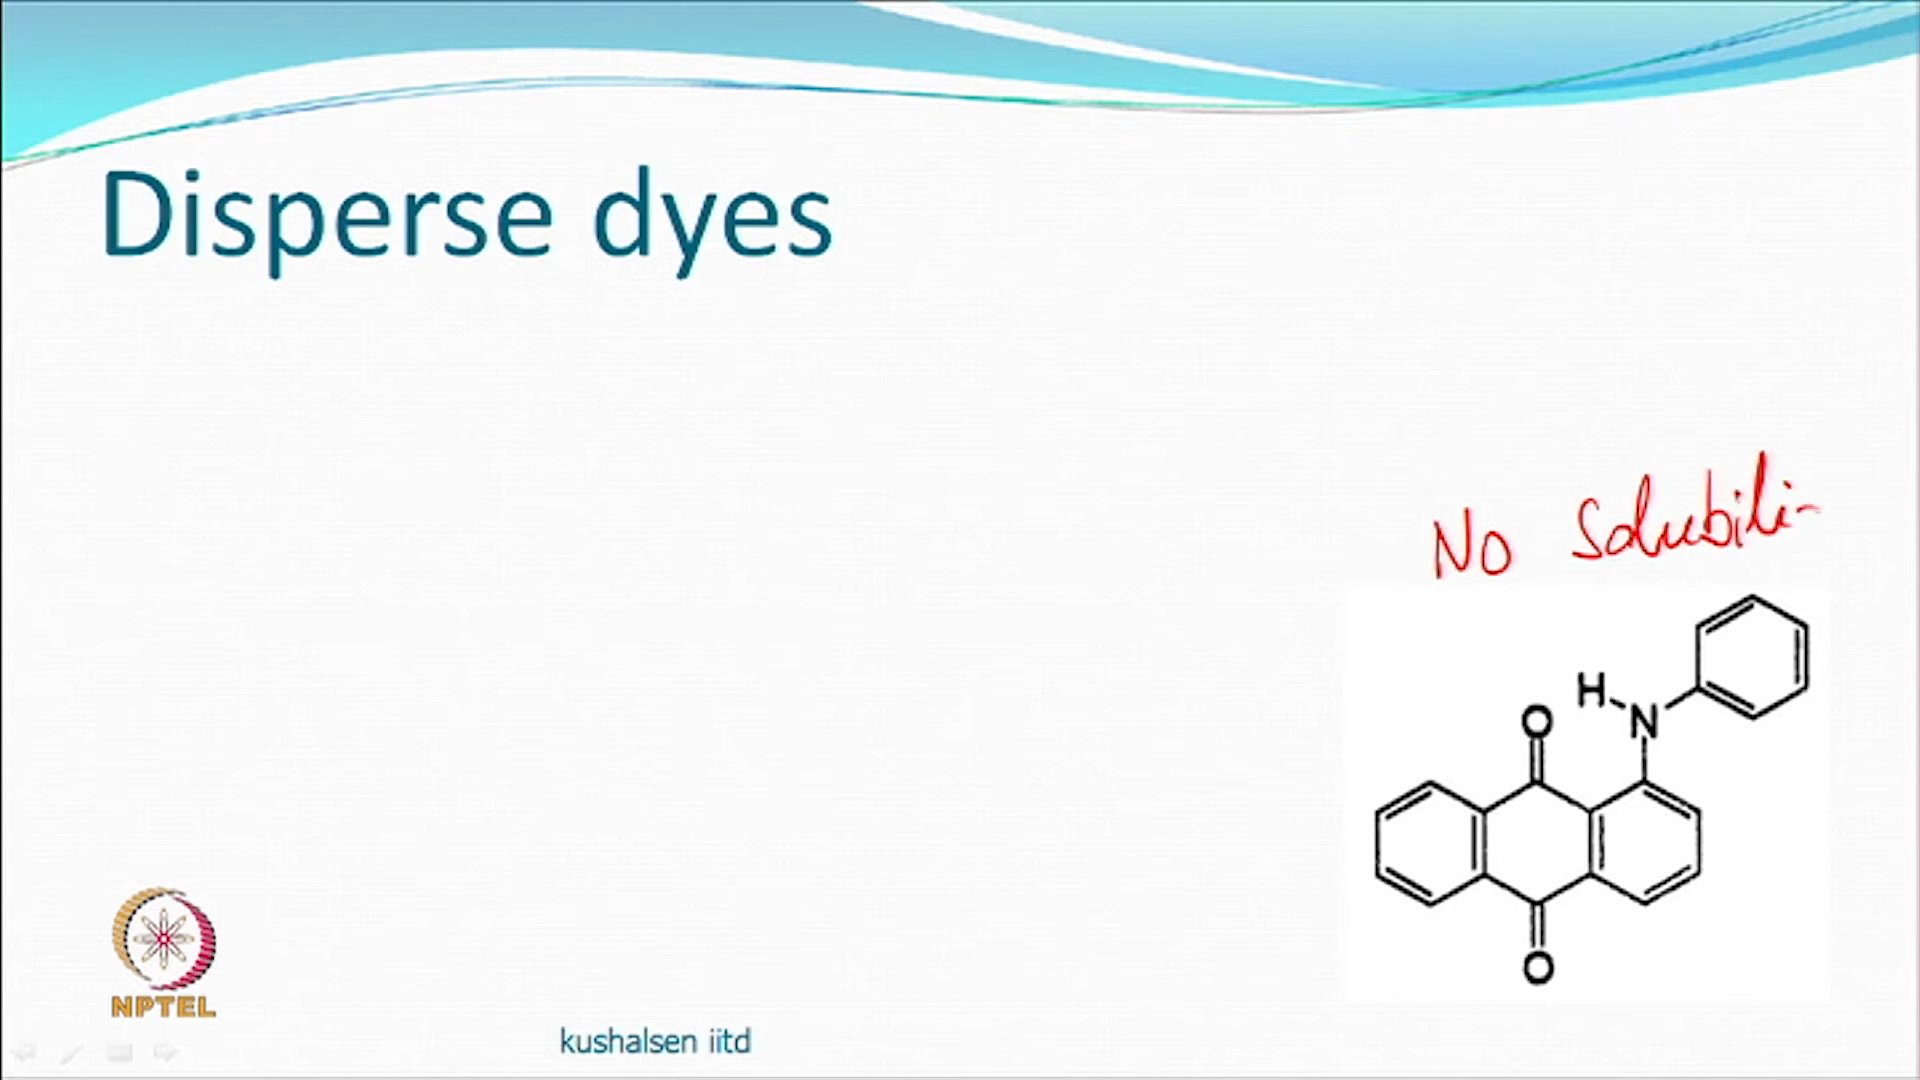 Disperse dyes
No Solubili-
H
N
O
O
NPTEL
kushalsen iitd